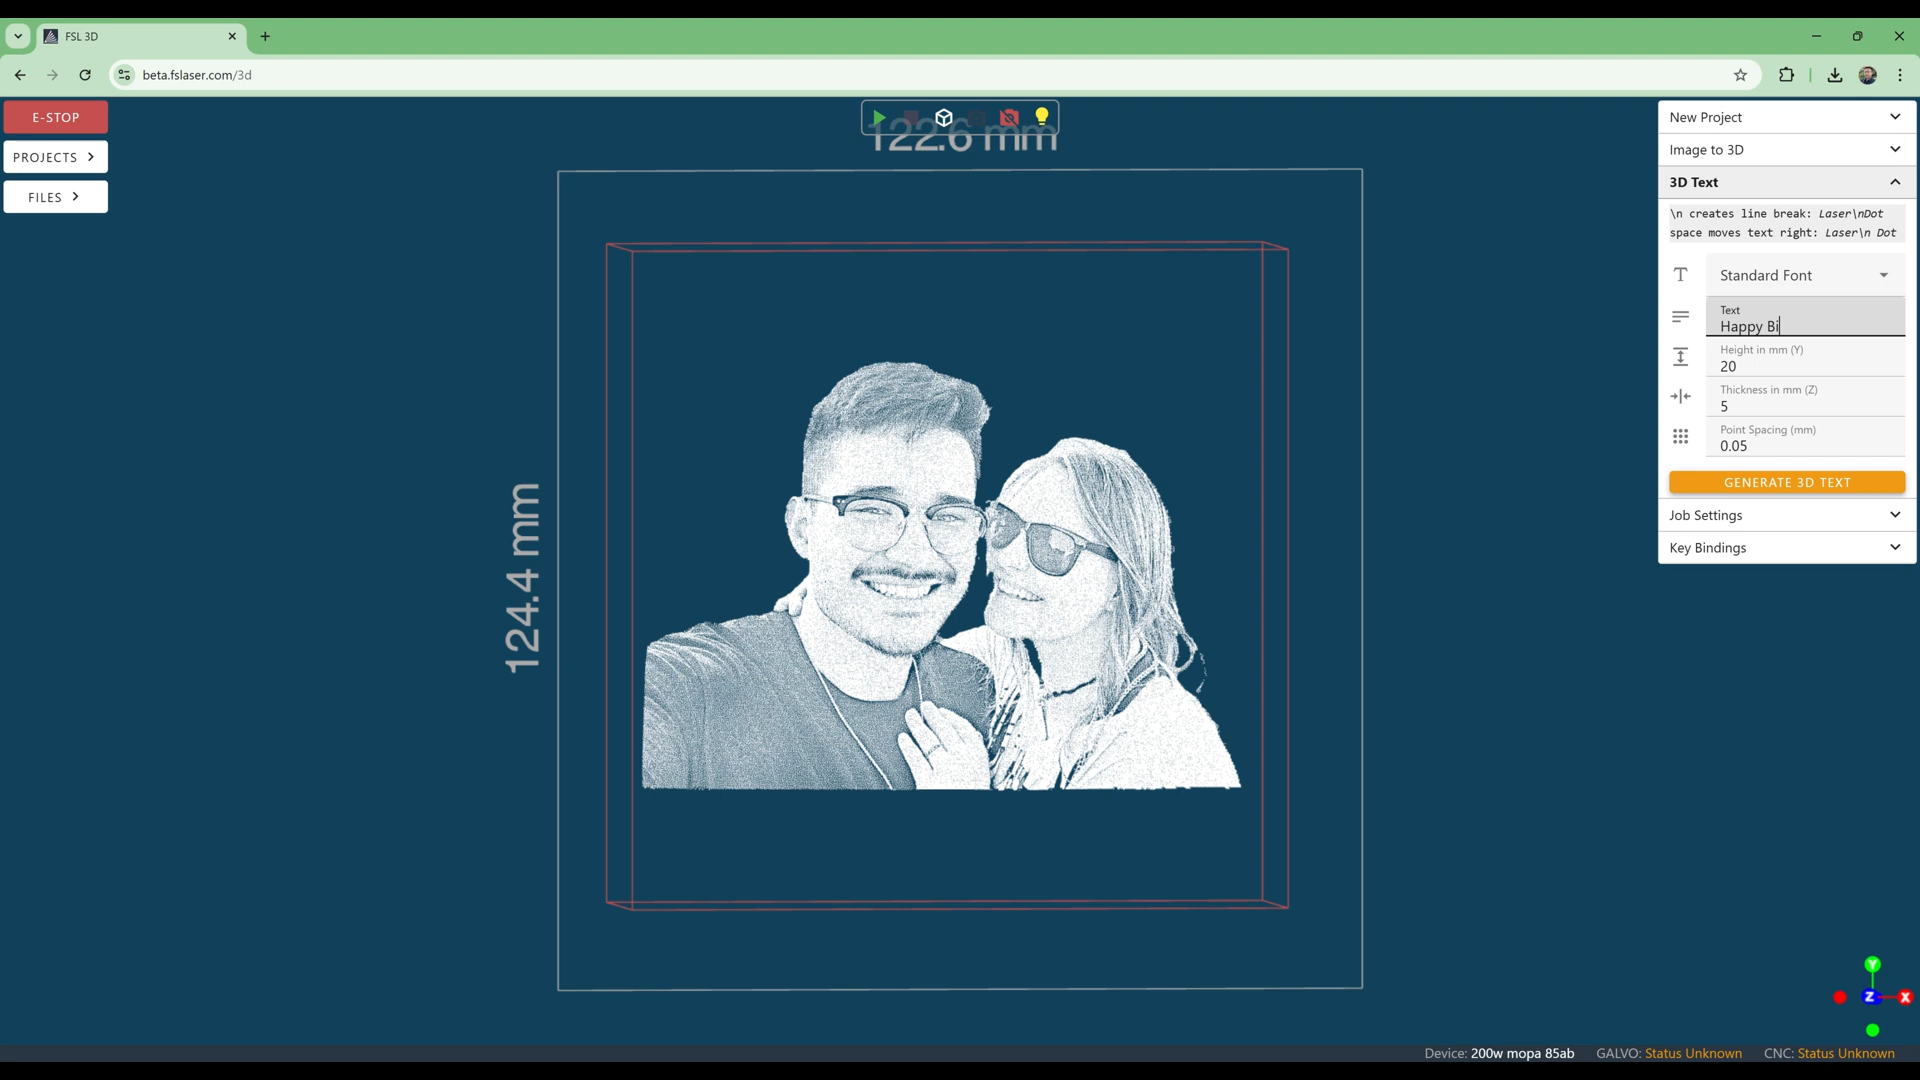 FSL 3D
beta.fslaser.com/3d
E-STOP
PROJECTS
FILES
122.6 mm
124.4 mm
New Project
Image to 3D
3D Text
\n creates line break: Laser\nDot
space moves text right: Laser\n Dot
Standard Font
Text
Happy Bi
Height in mm (Y)
20
Thickness in mm (Z)
5
Point Spacing (mm)
0.05
GENERATE 3D TEXT
Job Settings
Key Bindings
Y
Z
X
Device: 200w mopa 85ab GALVO: Status Unknown CNC: Status Unknown